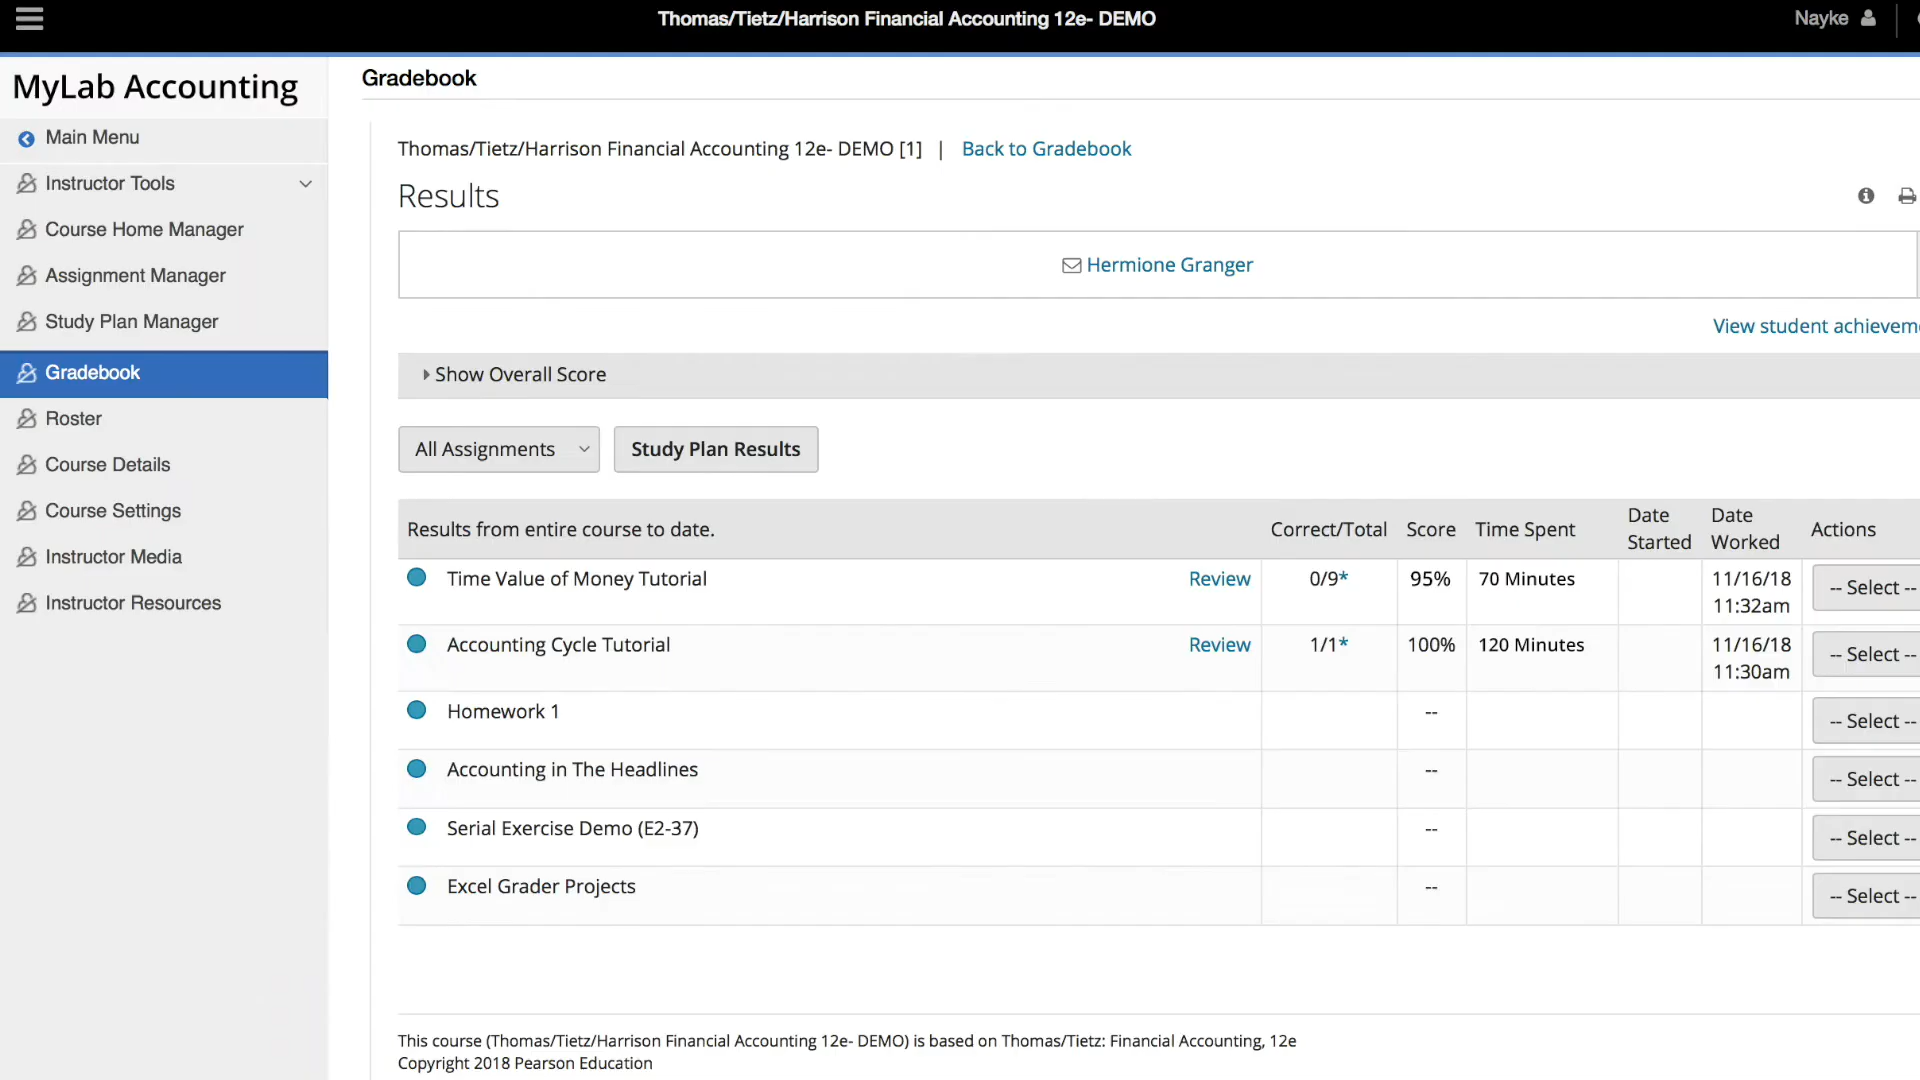 Thomas/Tietz/Harrison Financial Accounting 12e- DEMO
Nayke
MyLab Accounting
Main Menu
Instructor Tools
Course Home Manager
Assignment Manager
Study Plan Manager
Gradebook
Roster
Course Details
Course Settings
Instructor Media
Instructor Resources
Gradebook
Thomas/Tietz/Harrison Financial Accounting 12e- DEMO [1] | Back to Gradebook
Results
Hermione Granger
View student achievem
Show Overall Score
All Assignments Study Plan Results
Results from entire course to date. Correct/Total Score Time Spent Date Started Date Worked Actions
Time Value of Money Tutorial Review 0/9* 95% 70 Minutes 11/16/18 11:32am -- Select --
Accounting Cycle Tutorial Review 1/1* 100% 120 Minutes 11/16/18 11:30am -- Select --
Homework 1 -- -- Select --
Accounting in The Headlines -- -- Select --
Serial Exercise Demo (E2-37) -- -- Select --
Excel Grader Projects -- -- Select --
This course (Thomas/Tietz/Harrison Financial Accounting 12e- DEMO) is based on Thomas/Tietz: Financial Accounting, 12e
Copyright 2018 Pearson Education